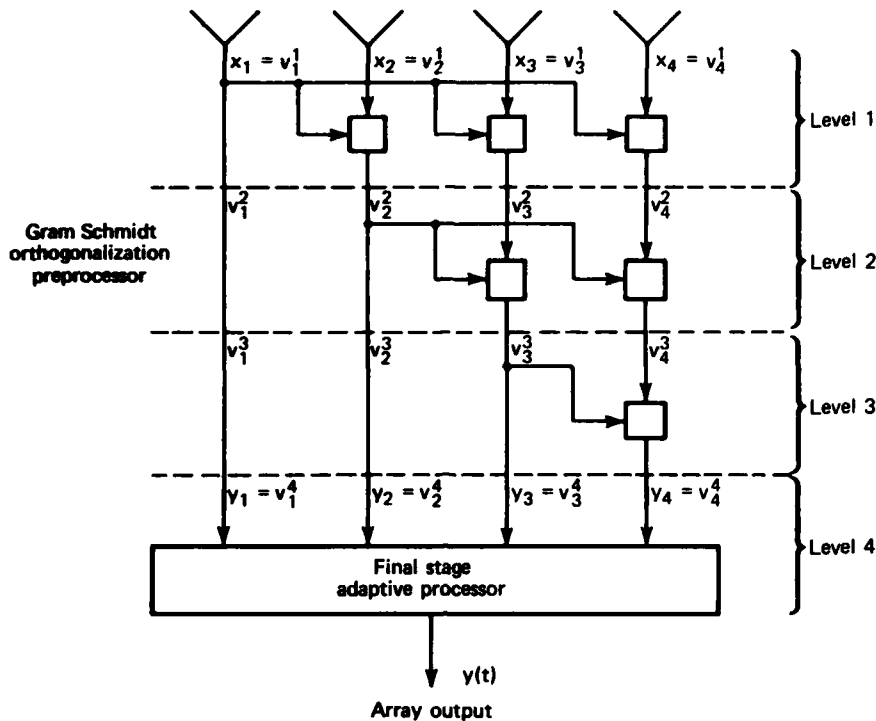 x₁ = v₁¹ x₂ = v₂¹ x₃ = v₃¹ x₄ = v₄¹
Level 1
v₁² v₂² v₃² v₄²
Gram Schmidt
orthogonalization
preprocessor
Level 2
v₁³ v₂³ v₃³ v₄³
Level 3
y₁ = v₁⁴ y₂ = v₂⁴ y₃ = v₃⁴ y₄ = v₄⁴
Level 4
Final stage
adaptive processor
y(t)
Array output